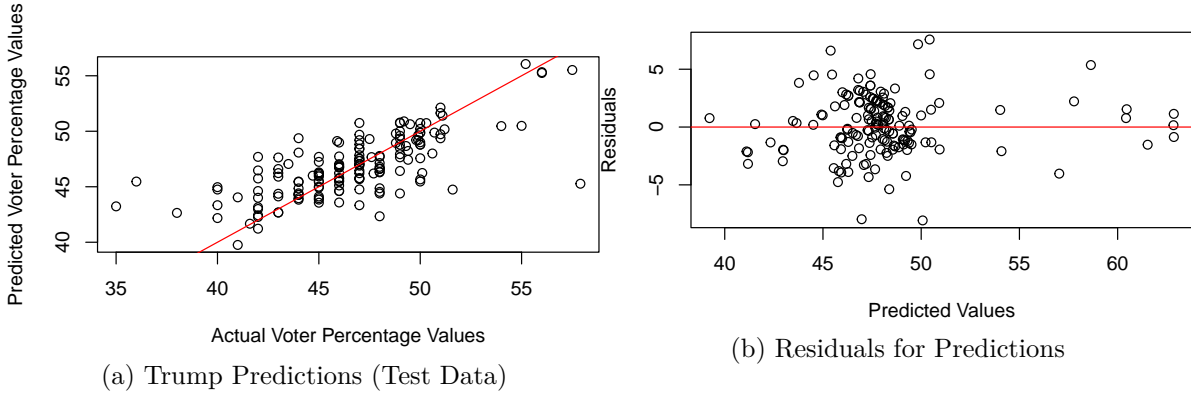 Predicted Voter Percentage Values
55
50
45
40
35
40
45
50
55
Actual Voter Percentage Values
(a) Trump Predictions (Test Data)
Residuals
5
0
−5
40
45
50
55
60
Predicted Values
(b) Residuals for Predictions